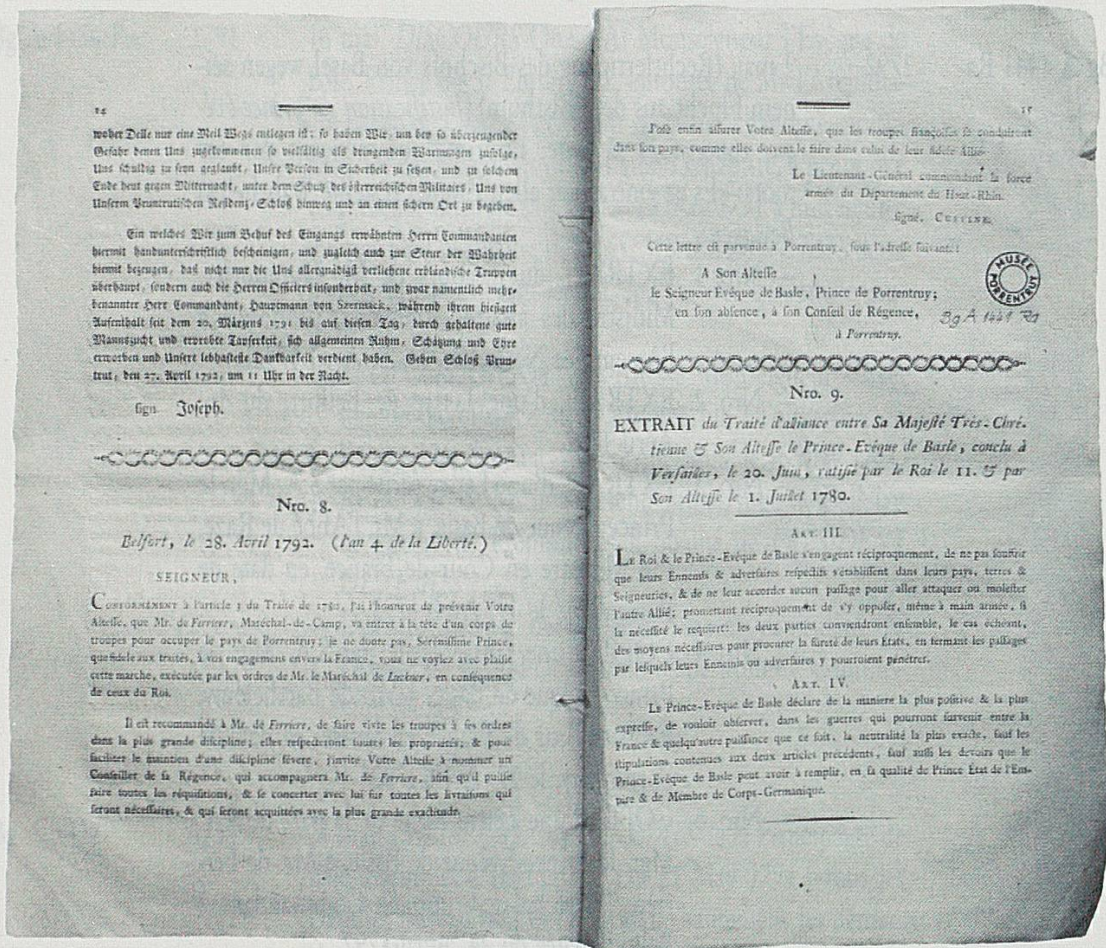 14
woher Delle nur eine Meil Wegs entlegen ist; so haben Wir, um der so überzeugender
Gefahr denen Uns zugekommenen so vielfältig als dringenden Warnungen zufolge,
Uns schuldig zu seyn geglaubt, Unsre Person in Sicherheit zu setzen, und zu solchem
Ende heut gegen Mitternacht, unter dem Schutz des österreichischen Militairs, Uns von
Unserm Pruntrutischen Residenz-Schloß hinweg und an einen sichern Ort zu begeben.
Ein welches Wir zum Behuf des Eingangs erwähnten Herrn Commandanten
hiermit handunterschriftlich bescheinigen, und zugleich auch zur Steur der Wahrheit
hiemit bezeugen, daß nicht nur die Uns allergnädigst verliehene erbländische Truppen
überhaupt, sondern auch die Herren Officiers insonderheit, und zwar namentlich mehr-
benannter Herr Commandant, Hauptmann von Szermack, während ihrem hiesigen
Aufenthalt seit dem 20. Märzens 1791 bis auf diesen Tag, durch gehaltene gute
Mannszucht und erprobte Tapferkeit, sich allgemeinen Ruhm, Schätzung und Ehre
erworben und Unsere lebhafteste Dankbarkeit verdient haben. Geben Schloß Prun-
trut, den 27. April 1792, um 11 Uhr in der Nacht.
sign. Joseph.
Nro. 8.
Belfort, le 28. Avril 1792. (l'an 4. de la Liberté.)
SEIGNEUR,
CONFORMÉMENT à l'article 3 du Traité de 1780, j'ai l'honneur de prévenir Votre
Altesse, que Mr. de Ferriere, Maréchal-de-Camp, va entrer à la tête d'un corps de
troupes pour occuper le pays de Porrentruy; je ne doute pas, Sérénissime Prince,
que fidele aux traités, à vos engagemens envers la France, vous ne voyiez avec plaisir
cette marche, exécutée par les ordres de Mr. le Maréchal de Luckner, en conséquence
de ceux du Roi.
Il est recommandé à Mr. de Ferriere, de faire vivre les troupes à ses ordres
dans la plus grande discipline; elles respecteront toutes les propriétés; & pour
faciliter le maintien d'une discipline sévere, j'invite Votre Altesse à nommer un
Conseiller de sa Régence, qui accompagnera Mr. de Ferriere, afin qu'il puisse
faire toutes les réquisitions, & se concerter avec lui sur toutes les livraisons qui
seront nécessaires, & qui seront acquittées avec la plus grande exactitude.
15
J'ose enfin assurer Votre Altesse, que les troupes françoises se conduiront
dans son pays, comme elles doivent le faire dans celui de leur fidele Allié.
Le Lieutenant-Général commandant la force
armée du Département du Haut-Rhin.
signé. CUSTINE.
Cette lettre est parvenue à Porrentruy, sous l'adresse suivante:
A Son Altesse
le Seigneur Evêque de Basle, Prince de Porrentruy;
en son absence, à son Conseil de Régence,
à Porrentruy.
MUSÉE PORRENTRUY
BgA 1441 Ra
Nro. 9.
EXTRAIT du Traité d'alliance entre Sa Majesté Très-Chré-
tienne & Son Altesse le Prince-Evêque de Basle, conclu à
Versailles, le 20. Juin, ratifié par le Roi le 11. & par
Son Altesse le 1. Juillet 1780.
ART. III.
LE Roi & le Prince-Evêque de Basle s'engagent réciproquement, de ne pas souffrir
que leurs Ennemis & adversaires respectifs s'établissent dans leurs pays, terres &
Seigneuries, & de ne leur accorder aucun passage pour aller attaquer ou molester
l'autre Allié; promettant réciproquement de s'y opposer, même à main armée, si
la nécessité le requiert: les deux parties conviendront ensemble, le cas échéant,
des moyens nécessaires pour procurer la sûreté de leurs États, en fermant les passages
par lesquels leurs Ennemis ou adversaires y pourroient pénétrer.
ART. IV.
Le Prince-Evêque de Basle déclare de la maniere la plus positive & la plus
expresse, de vouloir observer, dans les guerres qui pourront survenir entre la
France & quelqu'autre puissance que ce soit, la neutralité la plus exacte, sauf les
stipulations contenues aux deux articles précédents, sauf aussi les devoirs que le
Prince-Evêque de Basle peut avoir à remplir, en sa qualité de Prince État de l'Em-
pire & de Membre de Corps-Germanique.